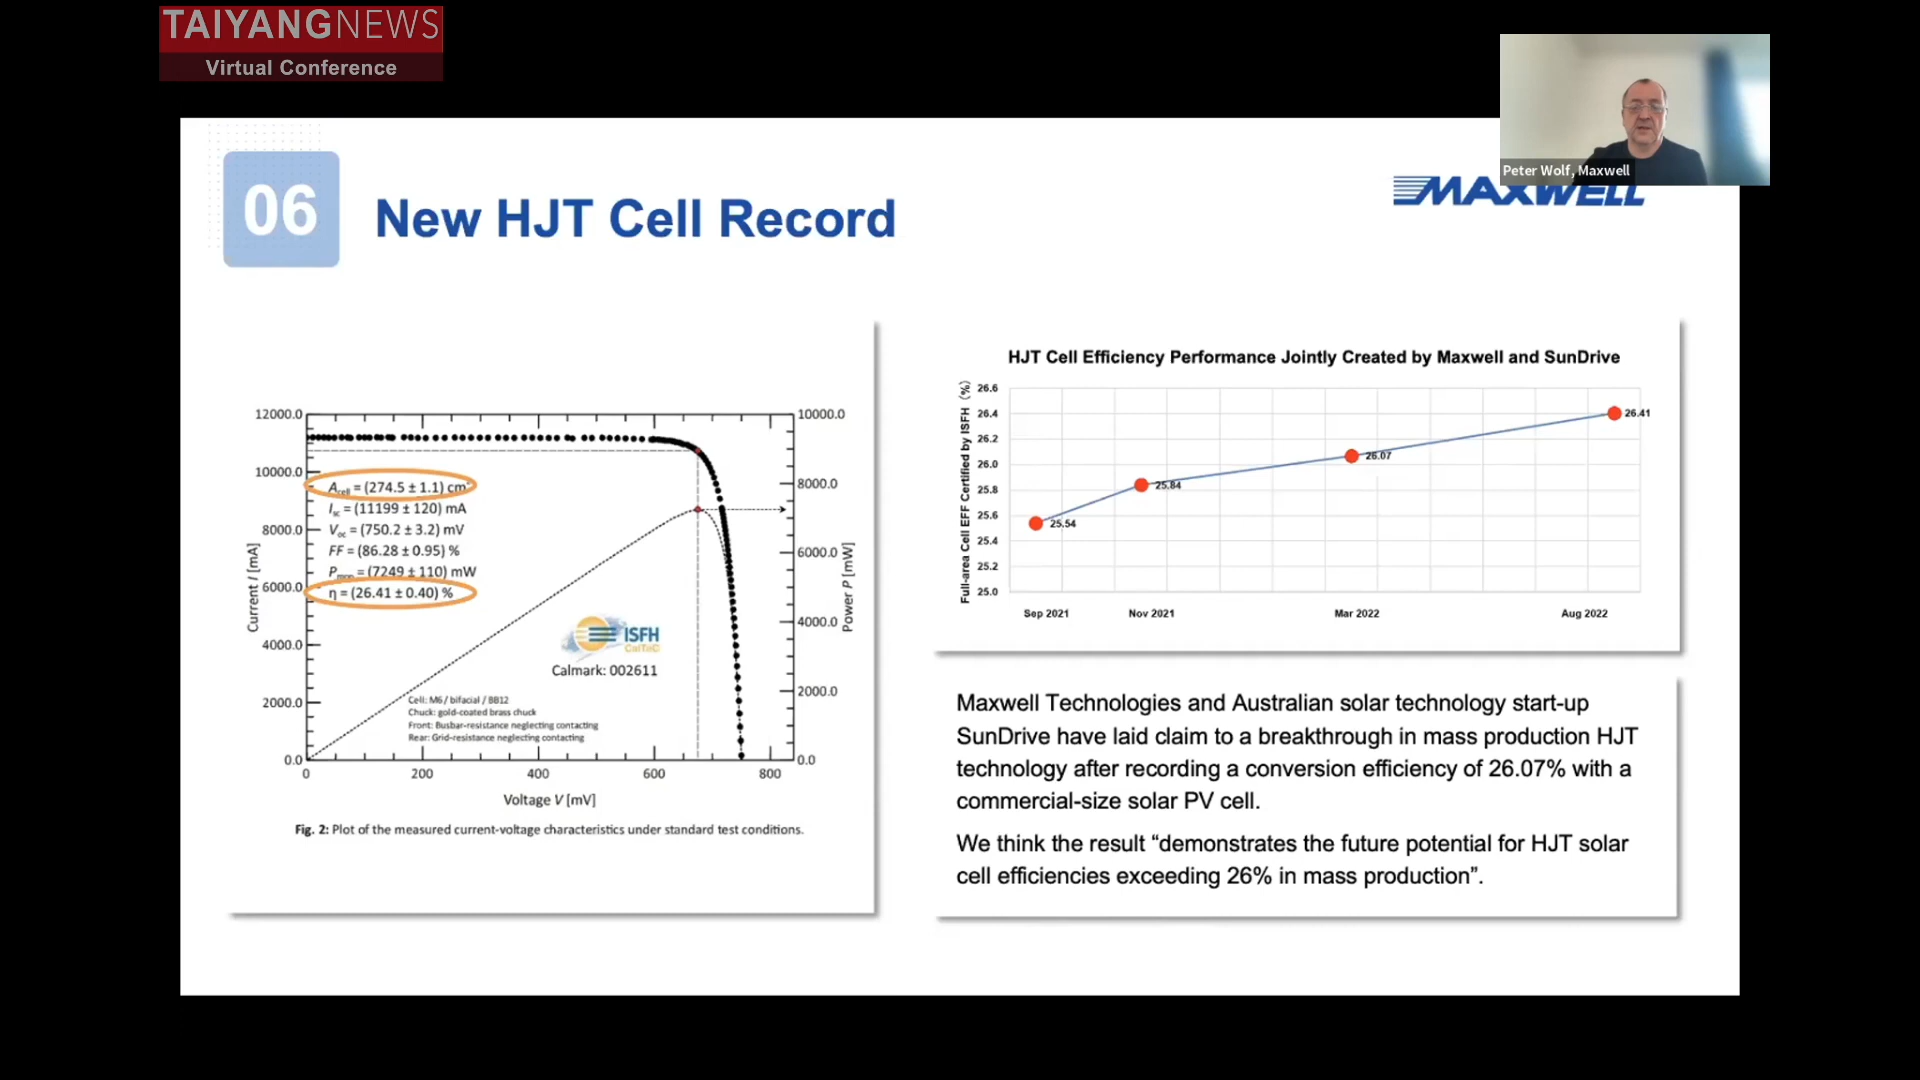 TAIYANGNEWS
Virtual Conference
Peter Wolf, Maxwell
MAXWELL
06
New HJT Cell Record
12000.0
10000.0
8000.0
6000.0
4000.0
2000.0
0.0
Current I [mA]
10000.0
8000.0
6000.0
4000.0
2000.0
0.0
Power P [mW]
A_cell = (274.5 ± 1.1) cm²
I_sc = (11199 ± 120) mA
V_oc = (750.2 ± 3.2) mV
FF = (86.28 ± 0.95) %
P_mpp = (7249 ± 110) mW
η = (26.41 ± 0.40) %
ISFH
CalTeC
Calmark: 002611
Cell: M6 / bifacial / BB12
Chuck: gold-coated brass chuck
Front: Busbar-resistance neglecting contacting
Rear: Grid-resistance neglecting contacting
0 200 400 600 800
Voltage V [mV]
Fig. 2: Plot of the measured current-voltage characteristics under standard test conditions.
HJT Cell Efficiency Performance Jointly Created by Maxwell and SunDrive
Full-area Cell EFF Certified by ISFH (%)
26.6
26.4
26.2
26.0
25.8
25.6
25.4
25.2
25.0
25.54
25.84
26.07
26.41
Sep 2021 Nov 2021 Mar 2022 Aug 2022
Maxwell Technologies and Australian solar technology start-up
SunDrive have laid claim to a breakthrough in mass production HJT
technology after recording a conversion efficiency of 26.07% with a
commercial-size solar PV cell.
We think the result “demonstrates the future potential for HJT solar
cell efficiencies exceeding 26% in mass production”.